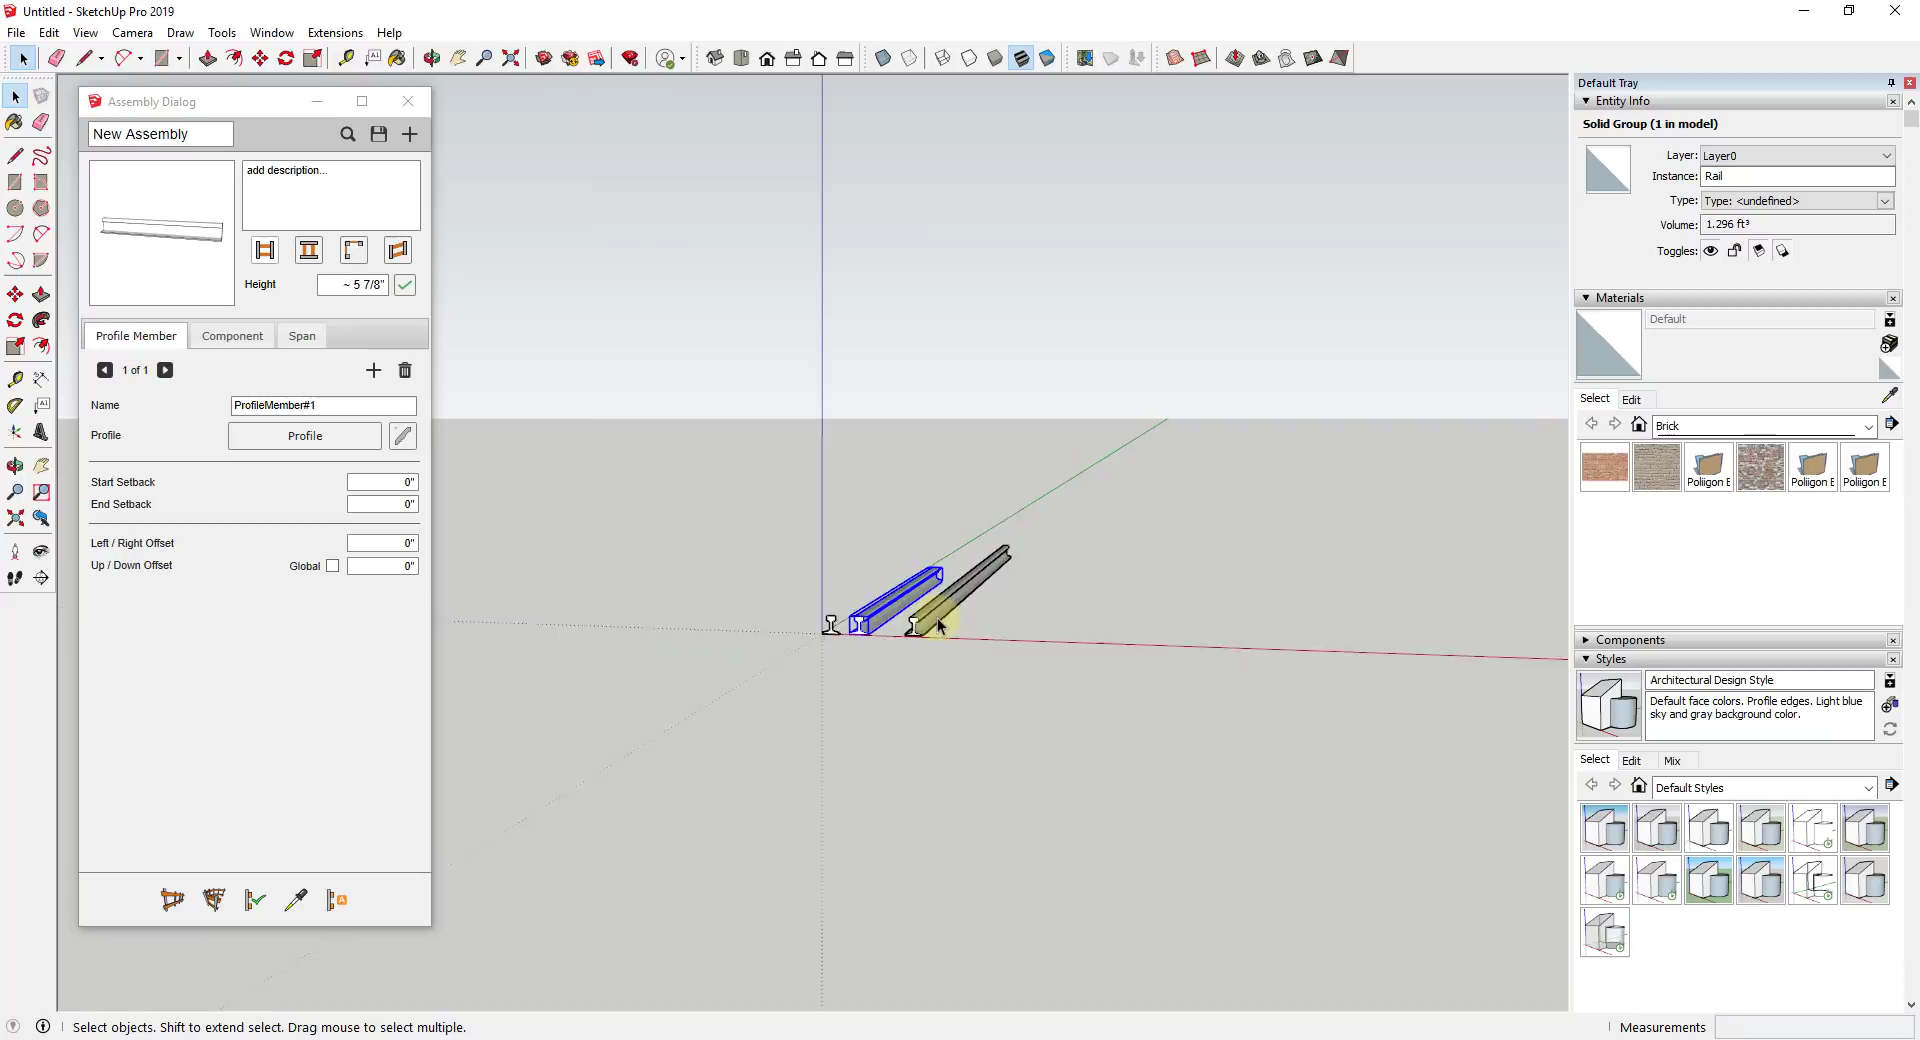 Untitled - SketchUp Pro 2019
File Edit View Camera Draw Tools Window Extensions Help
Assembly Dialog
New Assembly
add description...
Height ~ 5 7/8"
Profile Member Component Span
1 of 1
Name ProfileMember#1
Profile Profile
Start Setback 0"
End Setback 0"
Left / Right Offset 0"
Up / Down Offset Global 0"
Default Tray
Entity Info
Solid Group (1 in model)
Layer: Layer0
Instance: Rail
Type: Type: <undefined>
Volume: 1.296 ft³
Toggles:
Materials
Default
Select Edit
Brick
Poliigon E Poliigon E Poliigon E
Components
Styles
Architectural Design Style
Default face colors. Profile edges. Light blue
sky and gray background color.
Select Edit Mix
Default Styles
Select objects. Shift to extend select. Drag mouse to select multiple.
Measurements